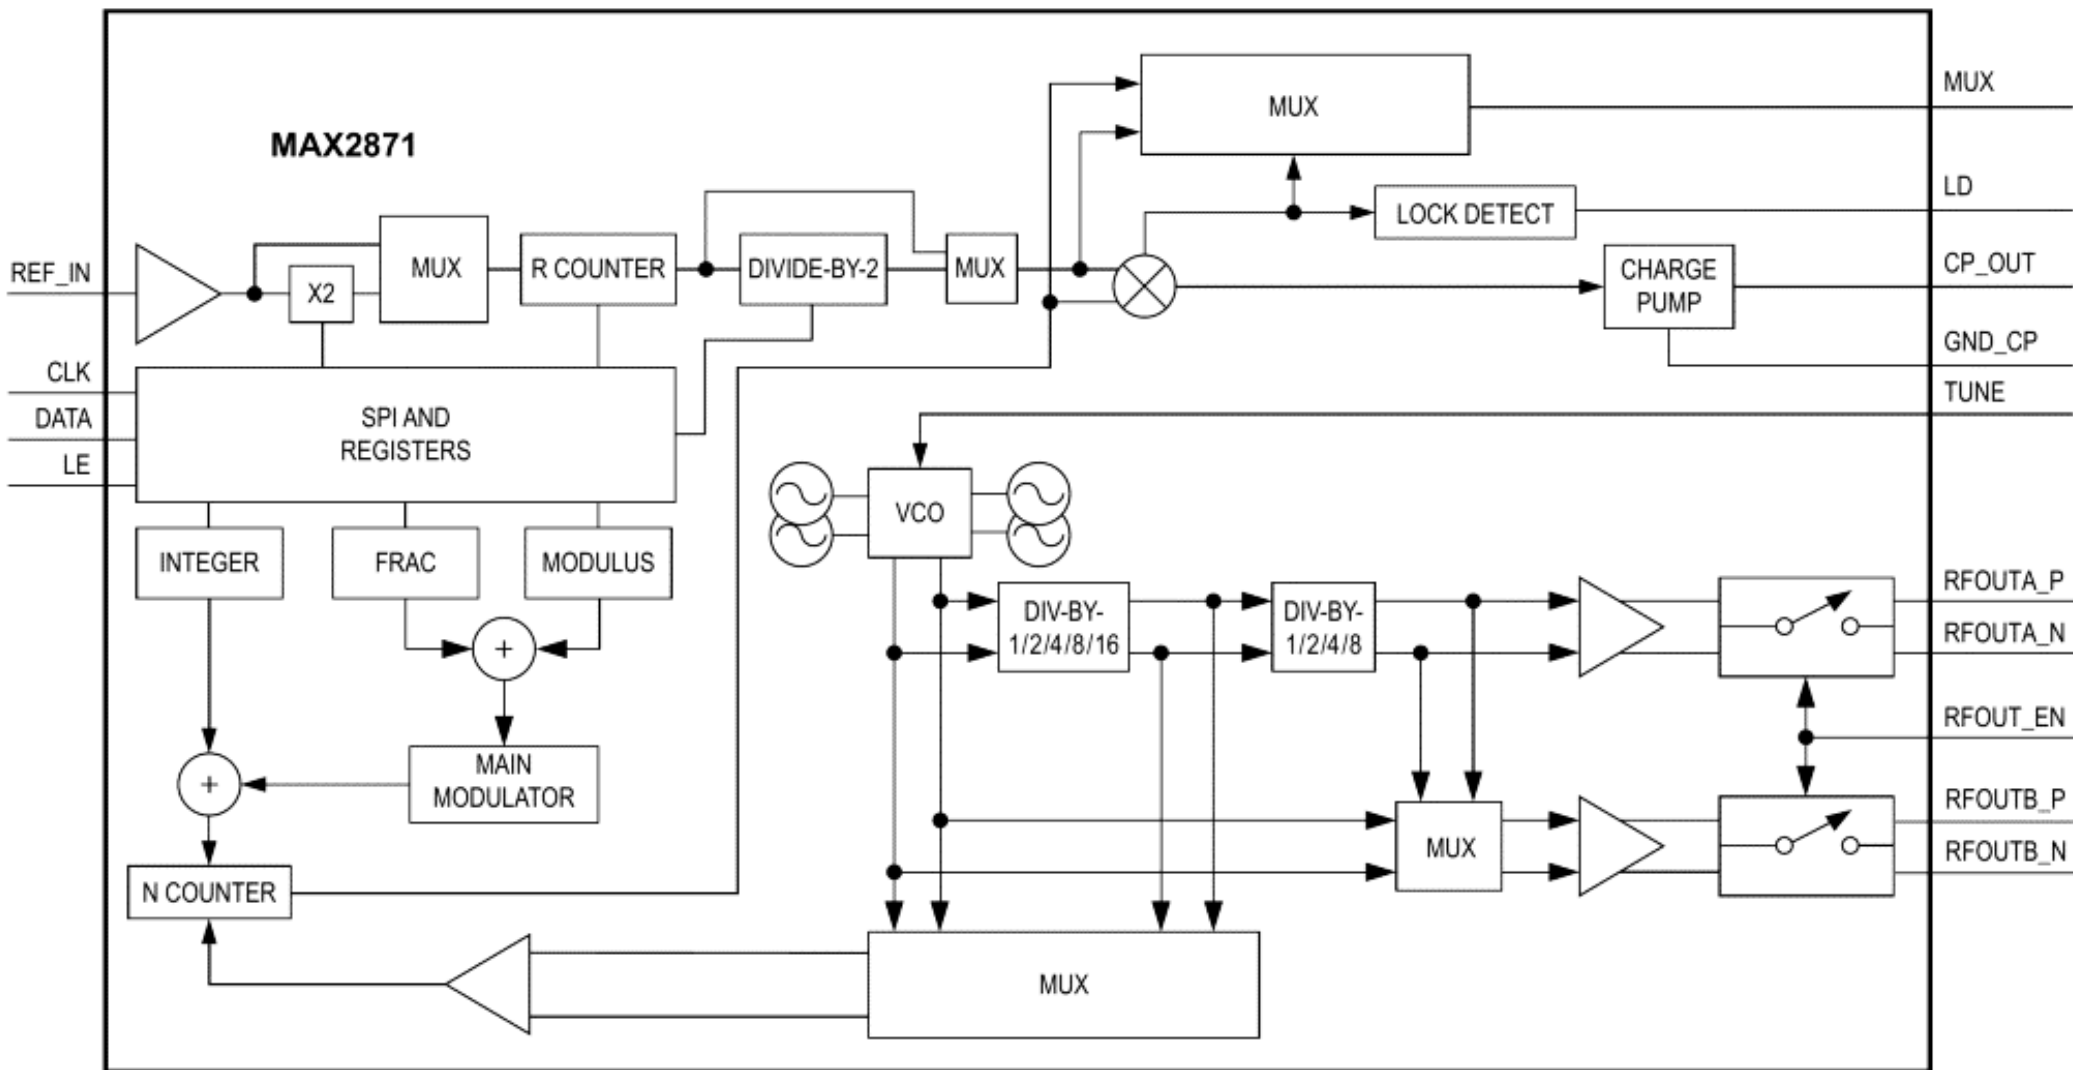 MUX
MUX
MAX2871
LD
LOCK DETECT
REF_IN
X2
MUX
R COUNTER
DIVIDE-BY-2
MUX
CHARGE
PUMP
CP_OUT
GND_CP
CLK
DATA
LE
SPI AND
REGISTERS
TUNE
VCO
INTEGER
FRAC
MODULUS
DIV-BY-
1/2/4/8/16
DIV-BY-
1/2/4/8
RFOUTA_P
RFOUTA_N
+
RFOUT_EN
+
MAIN
MODULATOR
RFOUTB_P
MUX
RFOUTB_N
N COUNTER
MUX